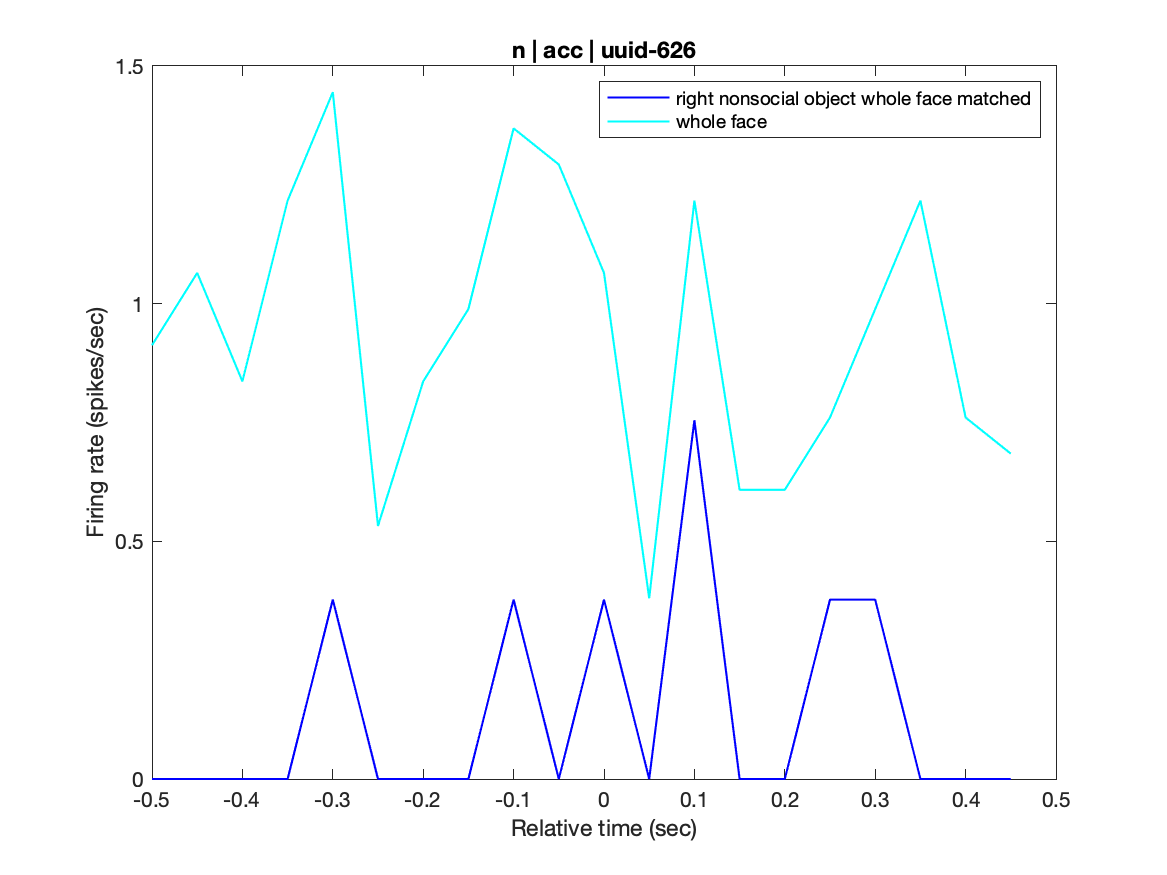 n | acc | uuid-626
right nonsocial object whole face matched
whole face
Firing rate (spikes/sec)
1.5
1
0.5
0
-0.5 -0.4 -0.3 -0.2 -0.1 0 0.1 0.2 0.3 0.4 0.5
Relative time (sec)